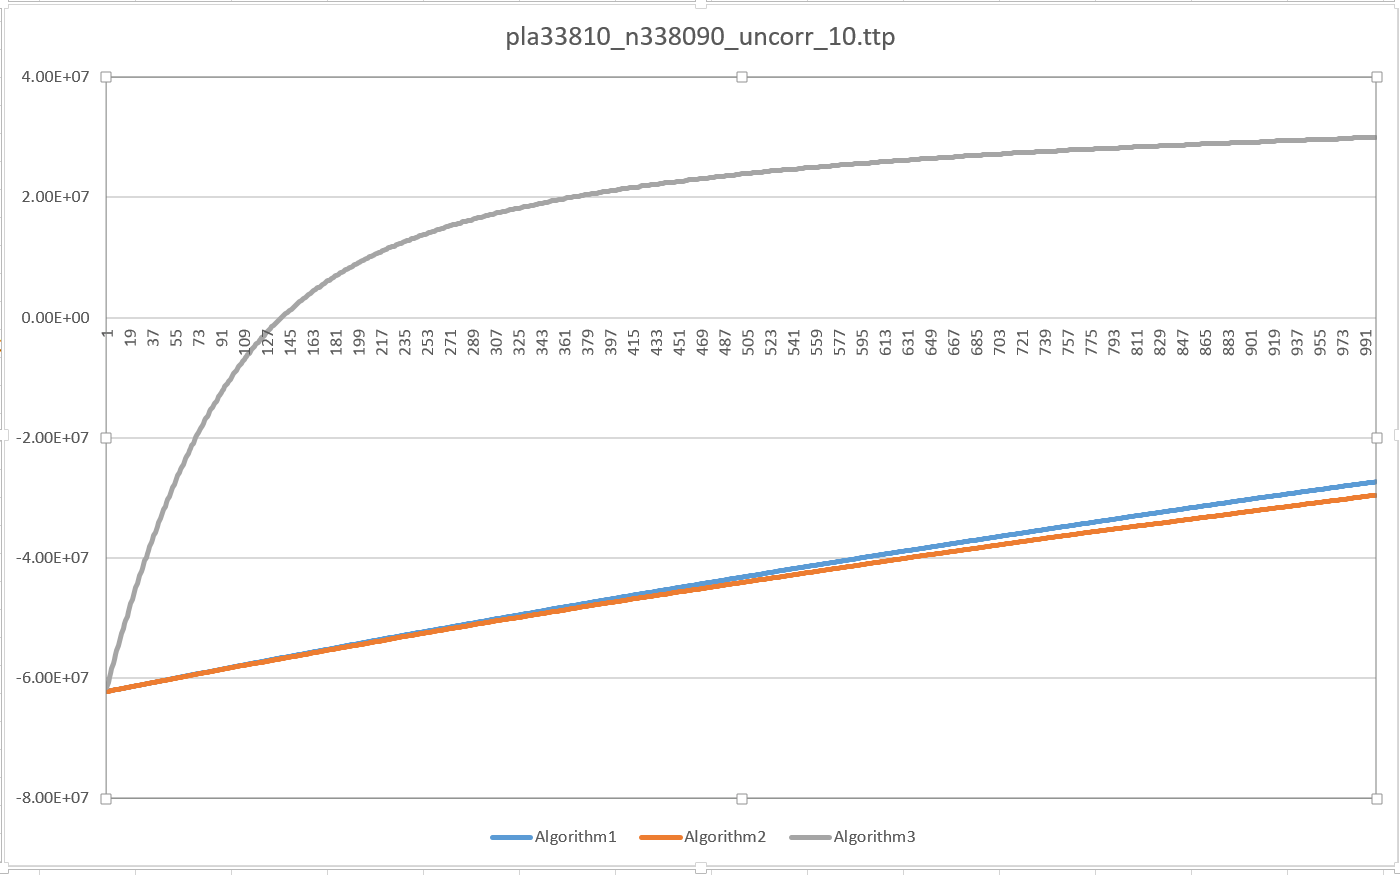 pla33810_n338090_uncorr_10.ttp
4.00E+07
2.00E+07
0.00E+00
1 19 37 55 73 91 109 127 145 163 181 199 217 235 253 271 289 307 325 343 361 379 397 415 433 451 469 487 505 523 541 559 577 595 613 631 649 667 685 703 721 739 757 775 793 811 829 847 865 883 901 919 937 955 973 991
-2.00E+07
-4.00E+07
-6.00E+07
-8.00E+07
Algorithm1 Algorithm2 Algorithm3